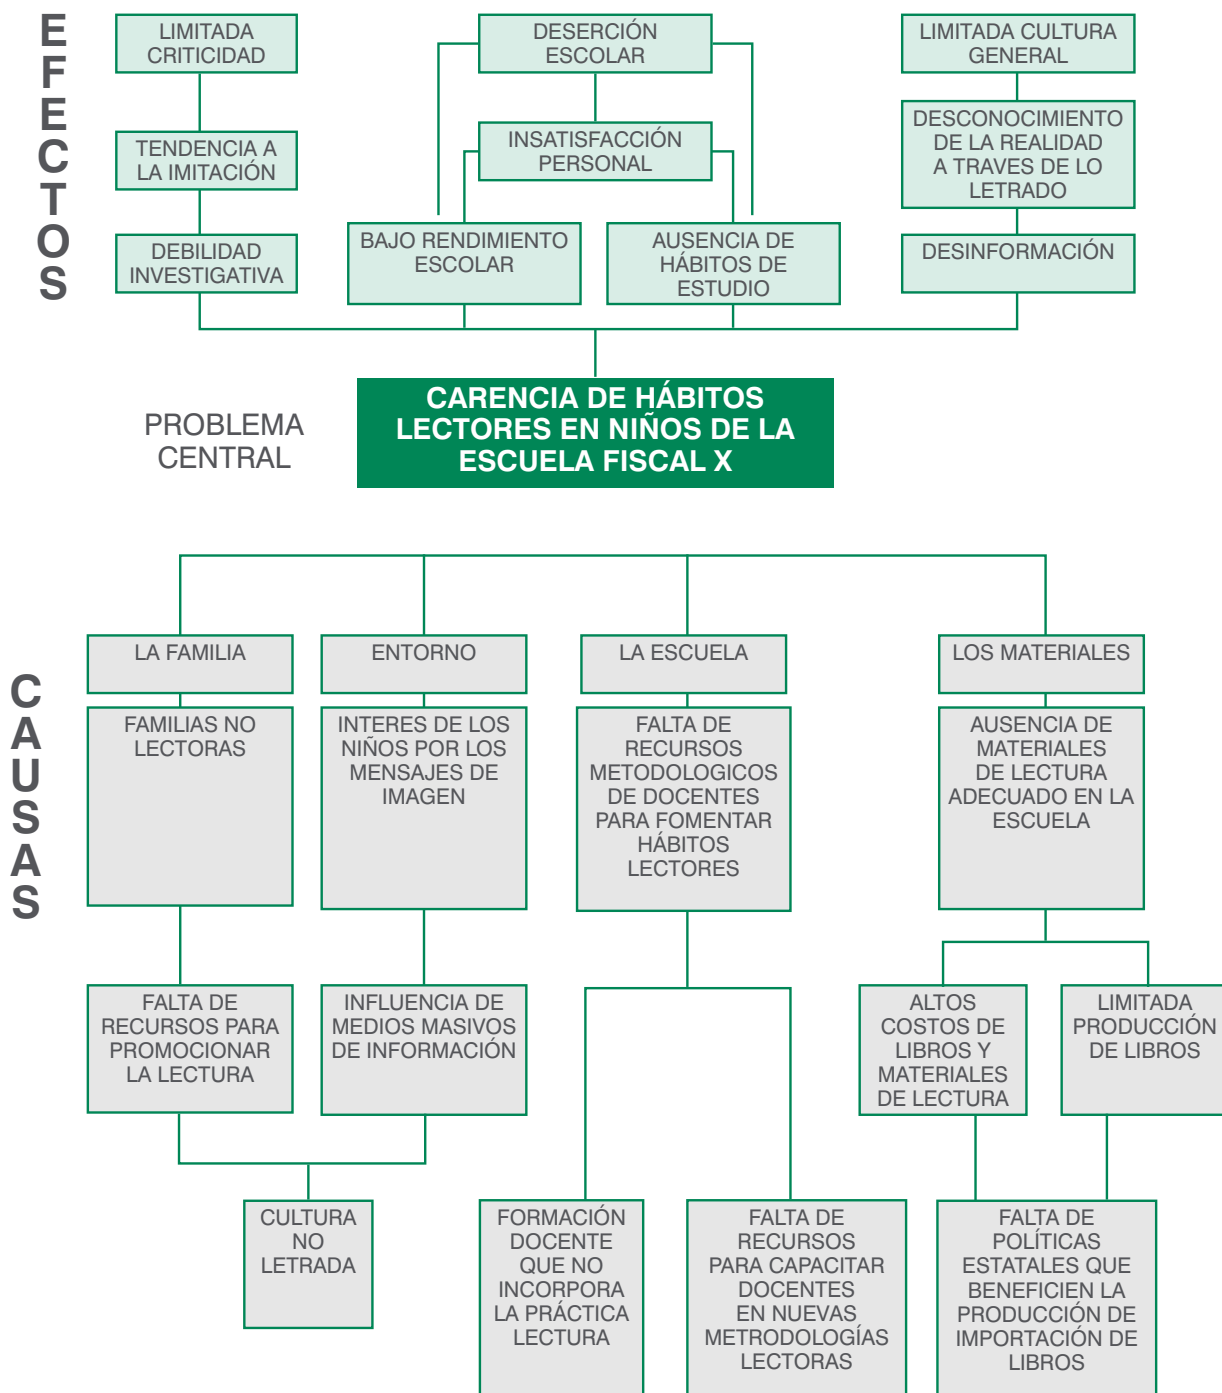 EFECTOS
LIMITADA
CRITICIDAD
TENDENCIA A
LA IMITACIÓN
DEBILIDAD
INVESTIGATIVA
DESERCIÓN
ESCOLAR
INSATISFACCIÓN
PERSONAL
BAJO RENDIMIENTO
ESCOLAR
AUSENCIA DE
HÁBITOS DE
ESTUDIO
LIMITADA CULTURA
GENERAL
DESCONOCIMIENTO
DE LA REALIDAD
A TRAVES DE LO
LETRADO
DESINFORMACIÓN
PROBLEMA
CENTRAL
CARENCIA DE HÁBITOS
LECTORES EN NIÑOS DE LA
ESCUELA FISCAL X
CAUSAS
LA FAMILIA
FAMILIAS NO
LECTORAS
FALTA DE
RECURSOS PARA
PROMOCIONAR
LA LECTURA
ENTORNO
INTERES DE LOS
NIÑOS POR LOS
MENSAJES DE
IMAGEN
INFLUENCIA DE
MEDIOS MASIVOS
DE INFORMACIÓN
CULTURA
NO
LETRADA
LA ESCUELA
FALTA DE
RECURSOS
METODOLOGICOS
DE DOCENTES
PARA FOMENTAR
HÁBITOS
LECTORES
FORMACIÓN
DOCENTE
QUE NO
INCORPORA
LA PRÁCTICA
LECTURA
FALTA DE
RECURSOS
PARA CAPACITAR
DOCENTES
EN NUEVAS
METRODOLOGÍAS
LECTORAS
LOS MATERIALES
AUSENCIA DE
MATERIALES
DE LECTURA
ADECUADO EN LA
ESCUELA
ALTOS
COSTOS DE
LIBROS Y
MATERIALES
DE LECTURA
LIMITADA
PRODUCCIÓN
DE LIBROS
FALTA DE
POLÍTICAS
ESTATALES QUE
BENEFICIEN LA
PRODUCCIÓN DE
IMPORTACIÓN DE
LIBROS